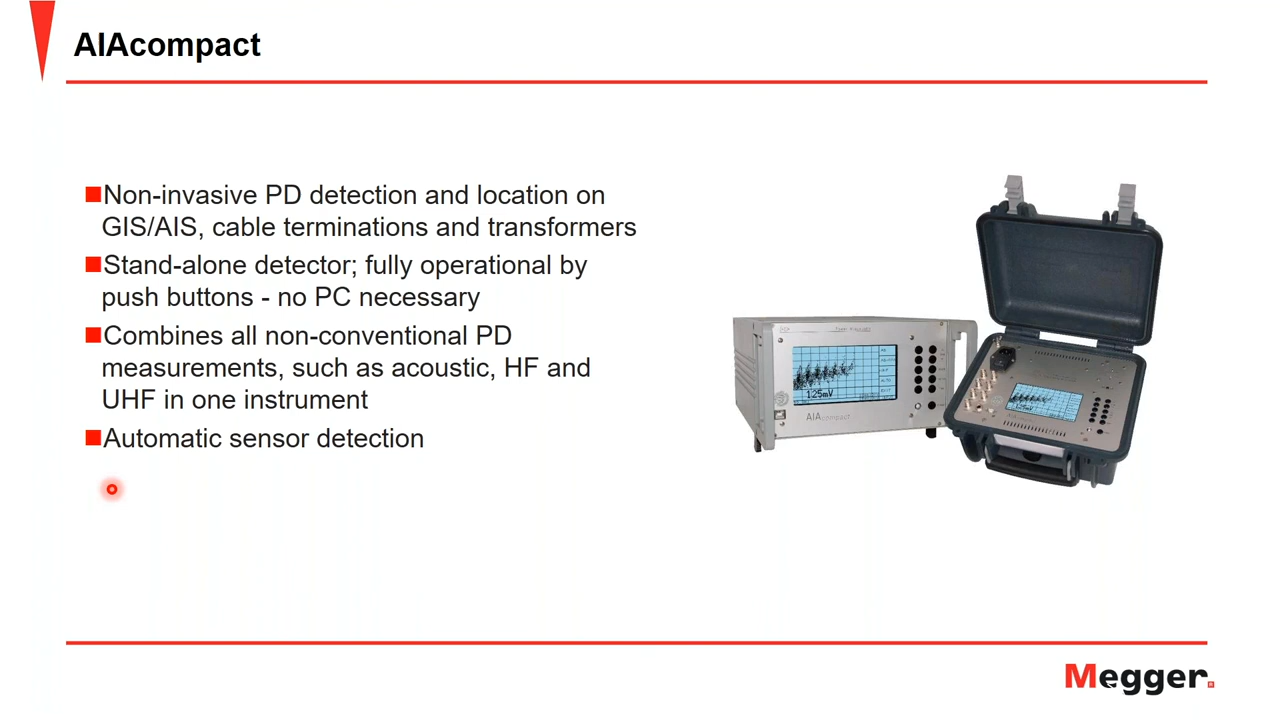 AIAcompact
Non-invasive PD detection and location on
GIS/AIS, cable terminations and transformers
Stand-alone detector; fully operational by
push buttons - no PC necessary
Combines all non-conventional PD
measurements, such as acoustic, HF and
UHF in one instrument
Automatic sensor detection
125mV
AIAcompact
Megger